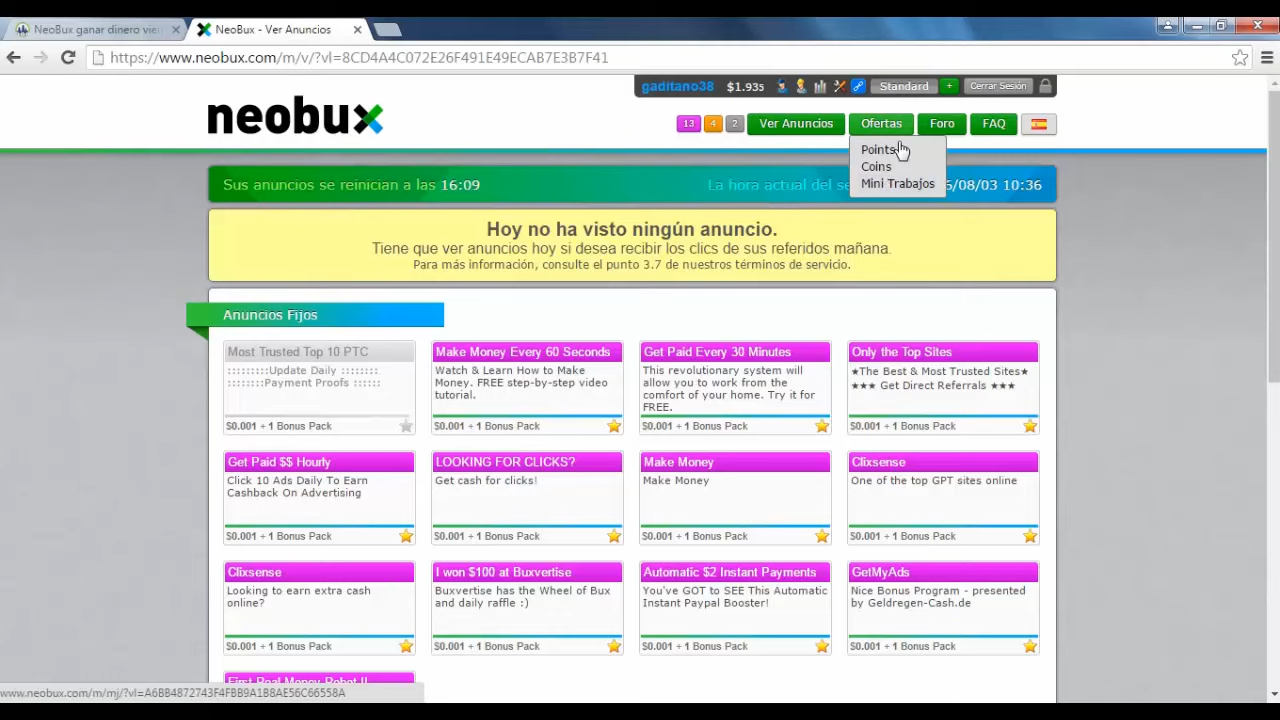 NeoBux ganar dinero vie
NeoBux - Ver Anuncios
https://www.neobux.com/m/v/?vl=8CD4A4C072E26F491E49ECAB7E3B7F41
gaditano38 $1.935 Standard + Cerrar Sesión
neobux
13 4 2 Ver Anuncios Ofertas Foro FAQ
Points
Coins
Mini Trabajos
Sus anuncios se reinician a las 16:09
La hora actual del se 6/08/03 10:36
Hoy no ha visto ningún anuncio.
Tiene que ver anuncios hoy si desea recibir los clics de sus referidos mañana.
Para más información, consulte el punto 3.7 de nuestros términos de servicio.
Anuncios Fijos
Most Trusted Top 10 PTC
:::::::::Update Daily ::::::::
::::::::Payment Proofs ::::::
$0.001 + 1 Bonus Pack
Make Money Every 60 Seconds
Watch & Learn How to Make
Money. FREE step-by-step video
tutorial.
$0.001 + 1 Bonus Pack
Get Paid Every 30 Minutes
This revolutionary system will
allow you to work from the
comfort of your home. Try it for
FREE.
$0.001 + 1 Bonus Pack
Only the Top Sites
★The Best & Most Trusted Sites★
★★★ Get Direct Referrals ★★★
$0.001 + 1 Bonus Pack
Get Paid $$ Hourly
Click 10 Ads Daily To Earn
Cashback On Advertising
$0.001 + 1 Bonus Pack
LOOKING FOR CLICKS?
Get cash for clicks!
$0.001 + 1 Bonus Pack
Make Money
Make Money
$0.001 + 1 Bonus Pack
Clixsense
One of the top GPT sites online
$0.001 + 1 Bonus Pack
Clixsense
Looking to earn extra cash
online?
$0.001 + 1 Bonus Pack
I won $100 at Buxvertise
Buxvertise has the Wheel of Bux
and daily raffle :)
$0.001 + 1 Bonus Pack
Automatic $2 Instant Payments
You've GOT to SEE This Automatic
Instant Paypal Booster!
$0.001 + 1 Bonus Pack
GetMyAds
Nice Bonus Program - presented
by Geldregen-Cash.de
$0.001 + 1 Bonus Pack
First Real Money Robot II
www.neobux.com/m/mj/?vl=A6BB4872743F4FBB9A1B8AE56C66558A